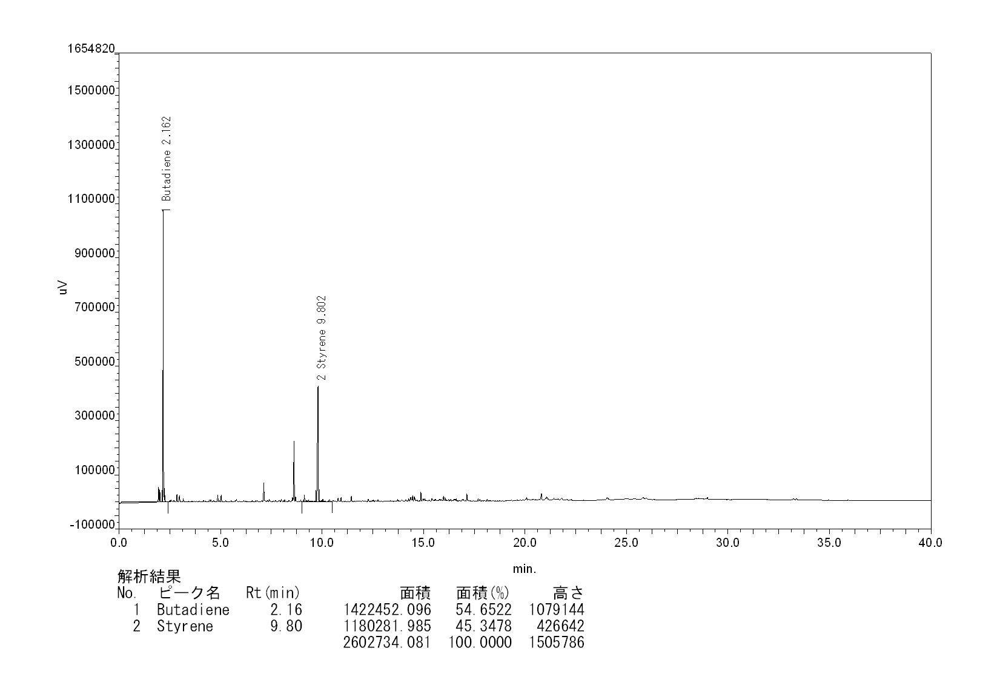 1654820
1500000
1300000
1100000
900000
700000
500000
300000
100000
-100000
uV
1 Butadiene 2.162
2 Styrene 9.802
0.0 5.0 10.0 15.0 20.0 25.0 30.0 35.0 40.0
min.
解析結果
No. ピーク名 Rt(min) 面積 面積(%) 高さ
1 Butadiene 2.16 1422452.096 54.6522 1079144
2 Styrene 9.80 1180281.985 45.3478 426642
2602734.081 100.0000 1505786